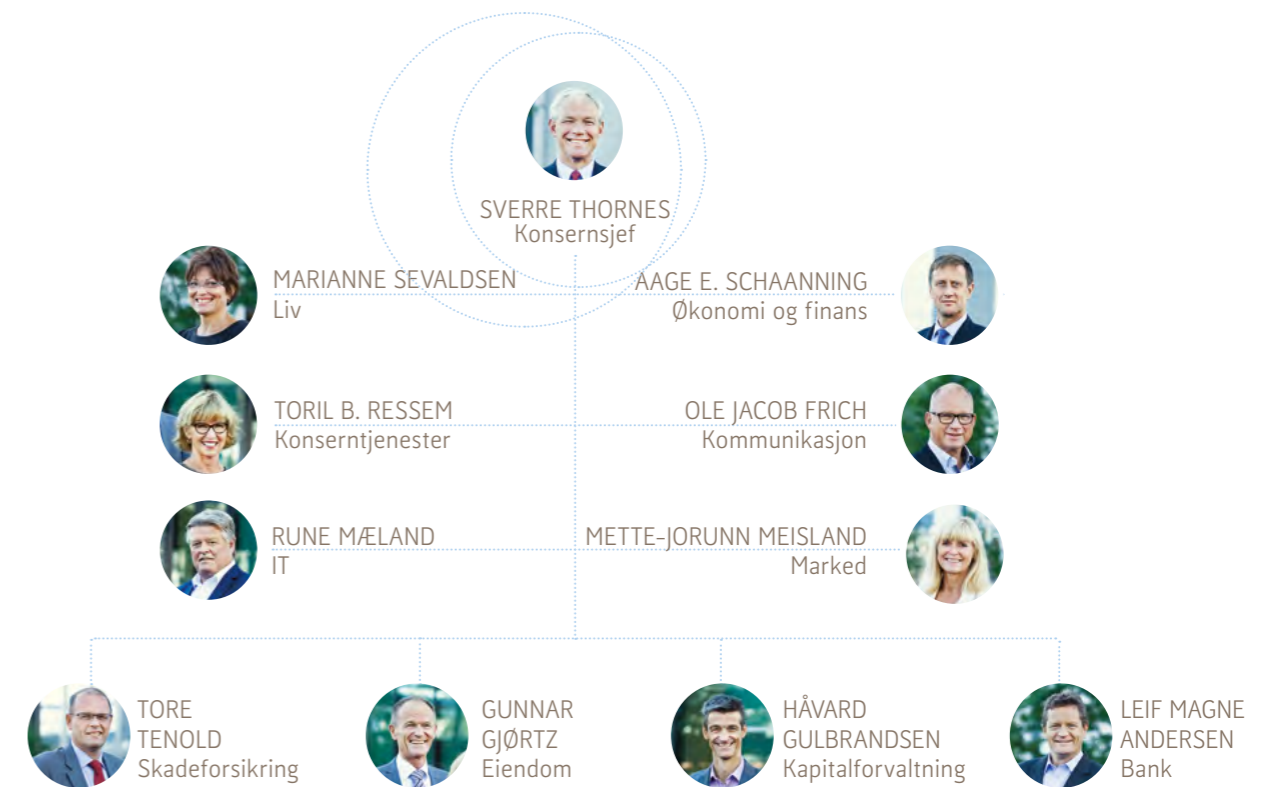 SVERRE THORNES
Konsernsjef
MARIANNE SEVALDSEN
Liv
AAGE E. SCHAANNING
Økonomi og finans
TORIL B. RESSEM
Konserntjenester
OLE JACOB FRICH
Kommunikasjon
RUNE MÆLAND
IT
METTE-JORUNN MEISLAND
Marked
TORE
TENOLD
Skadeforsikring
GUNNAR
GJØRTZ
Eiendom
HÅVARD
GULBRANDSEN
Kapitalforvaltning
LEIF MAGNE
ANDERSEN
Bank